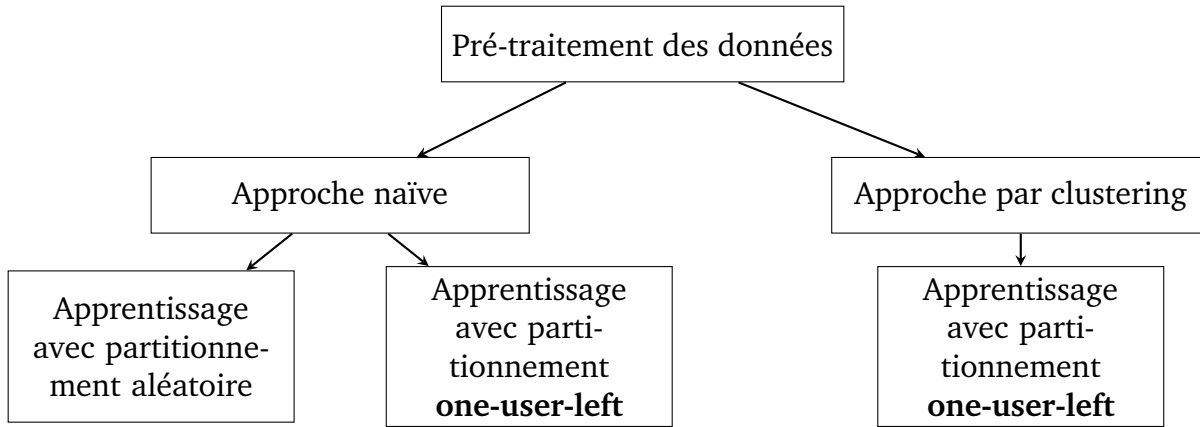 Pré-traitement des données
Approche naïve
Approche par clustering
Apprentissage
avec partitionne-
ment aléatoire
Apprentissage
avec parti-
tionnement
one-user-left
Apprentissage
avec parti-
tionnement
one-user-left